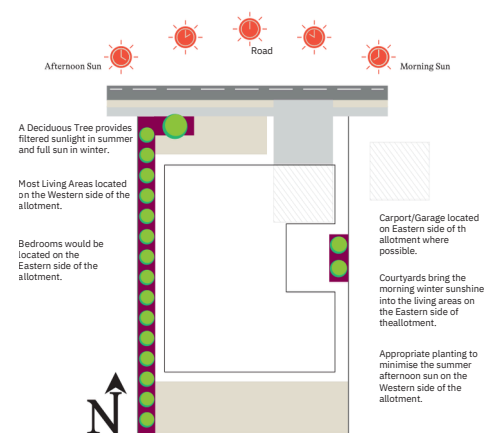 Road
Afternoon Sun
Morning Sun
A Deciduous Tree provides
filtered sunlight in summer
and full sun in winter.
Most Living Areas located
on the Western side of the
allotment.
Bedrooms would be
located on the
Eastern side of the
allotment.
Carport/Garage located
on Eastern side of th
allotment where
possible.
Courtyards bring the
morning winter sunshine
into the living areas on
the Eastern side of
theallotment.
Appropriate planting to
minimise the summer
afternoon sun on the
Western side of the
allotment.
N